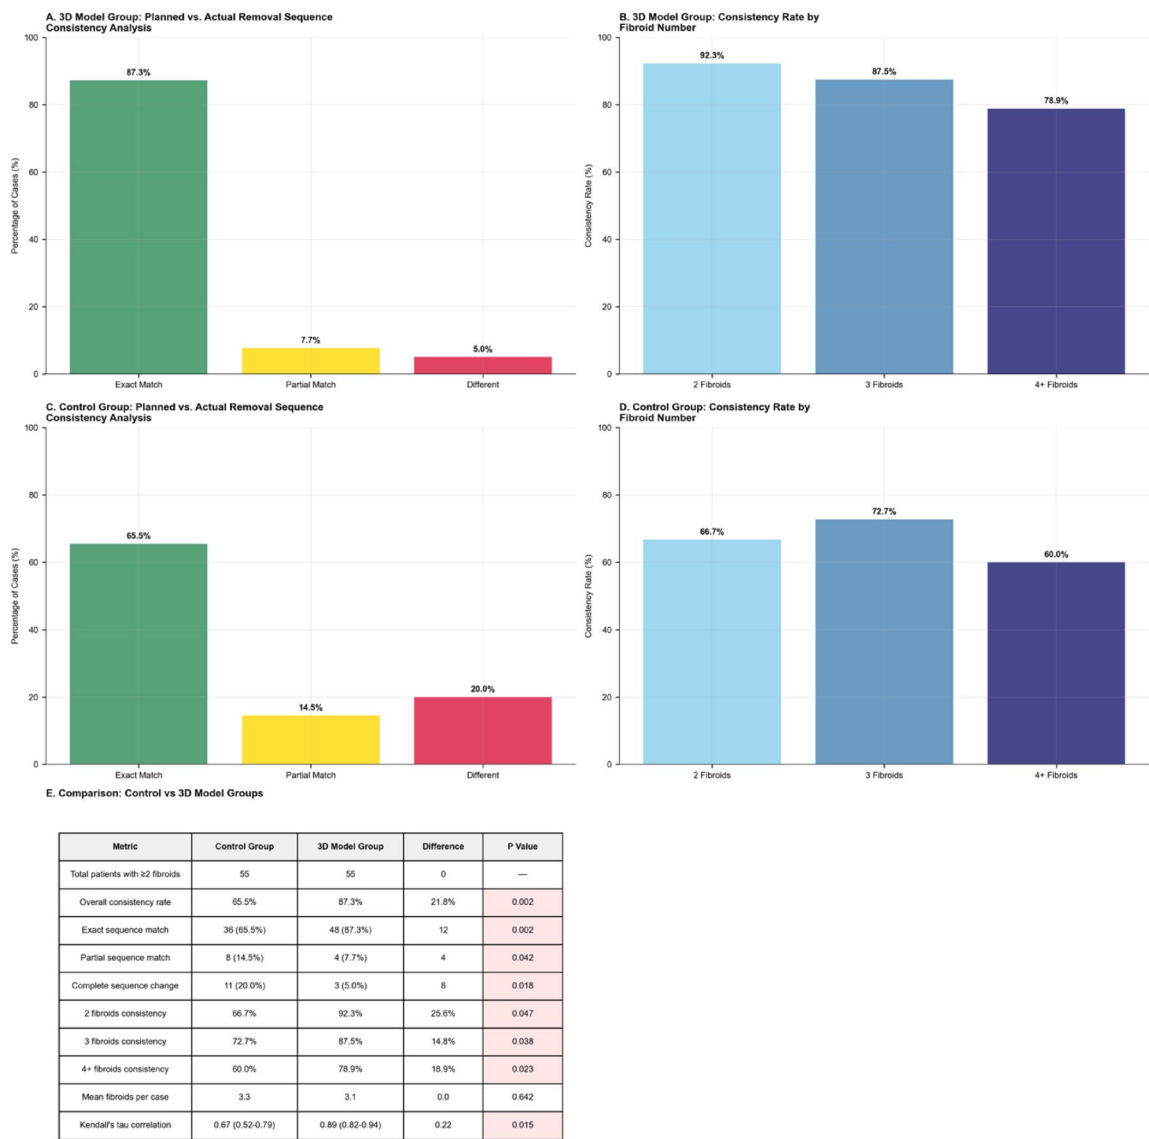 A. 3D Model Group: Planned vs. Actual Removal Sequence
Consistency Analysis
100
80
60
40
20
0
Percentage of Cases (%)
87.3%
7.7%
5.0%
Exact Match
Partial Match
Different
B. 3D Model Group: Consistency Rate by
Fibroid Number
100
80
60
40
20
0
Consistency Rate (%)
92.3%
87.5%
78.9%
2 Fibroids
3 Fibroids
4+ Fibroids
C. Control Group: Planned vs. Actual Removal Sequence
Consistency Analysis
100
80
60
40
20
0
Percentage of Cases (%)
65.5%
14.5%
20.0%
Exact Match
Partial Match
Different
D. Control Group: Consistency Rate by
Fibroid Number
100
80
60
40
20
0
Consistency Rate (%)
66.7%
72.7%
60.0%
2 Fibroids
3 Fibroids
4+ Fibroids
E. Comparison: Control vs 3D Model Groups
Metric Control Group 3D Model Group Difference P Value
Total patients with ≥2 fibroids 55 55 0 —
Overall consistency rate 65.5% 87.3% 21.8% 0.002
Exact sequence match 36 (65.5%) 48 (87.3%) 12 0.002
Partial sequence match 8 (14.5%) 4 (7.7%) 4 0.042
Complete sequence change 11 (20.0%) 3 (5.0%) 8 0.018
2 fibroids consistency 66.7% 92.3% 25.6% 0.047
3 fibroids consistency 72.7% 87.5% 14.8% 0.038
4+ fibroids consistency 60.0% 78.9% 18.9% 0.023
Mean fibroids per case 3.3 3.1 0.0 0.642
Kendall's tau correlation 0.67 (0.52-0.79) 0.89 (0.82-0.94) 0.22 0.015